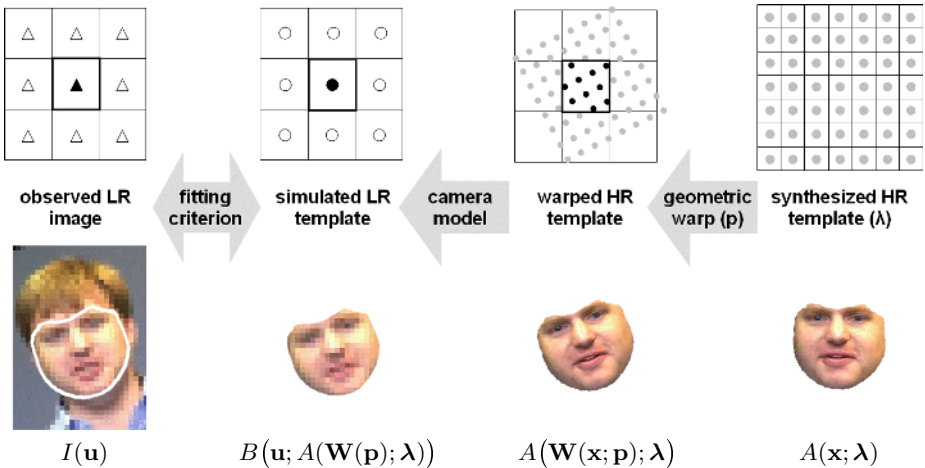 observed LR
image
fitting
criterion
simulated LR
template
camera
model
warped HR
template
geometric
warp (p)
synthesized HR
template (λ)
I(u)
B(u; A(W(p); λ))
A(W(x; p); λ)
A(x; λ)